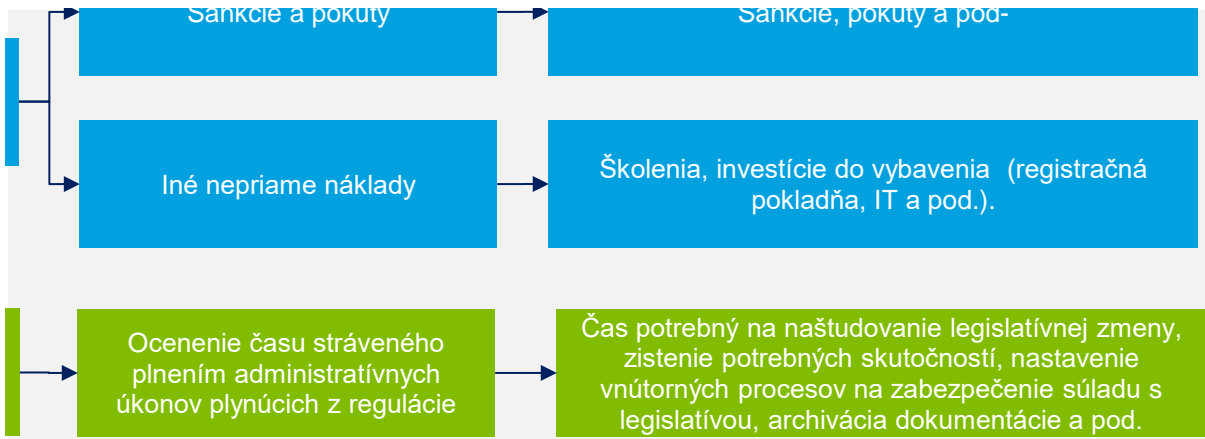 Sankcie a pokuty
Sankcie, pokuty a pod-
Iné nepriame náklady
Školenia, investície do vybavenia  (registračná
pokladňa, IT a pod.).
Ocenenie času stráveného
plnením administratívnych
úkonov plynúcich z regulácie
Čas potrebný na naštudovanie legislatívnej zmeny,
zistenie potrebných skutočností, nastavenie
vnútorných procesov na zabezpečenie súladu s
legislatívou, archivácia dokumentácie a pod.